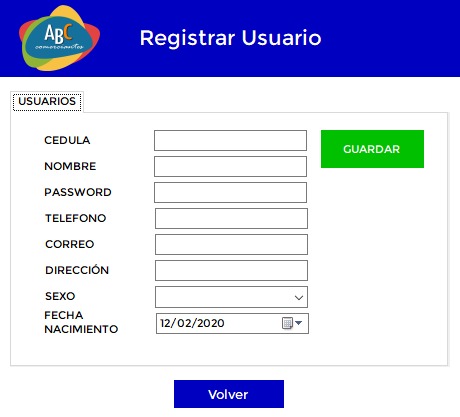 ABC
comerciantes
Registrar Usuario
USUARIOS
CEDULA
GUARDAR
NOMBRE
PASSWORD
TELEFONO
CORREO
DIRECCIÓN
SEXO
FECHA
NACIMIENTO
12/02/2020
Volver